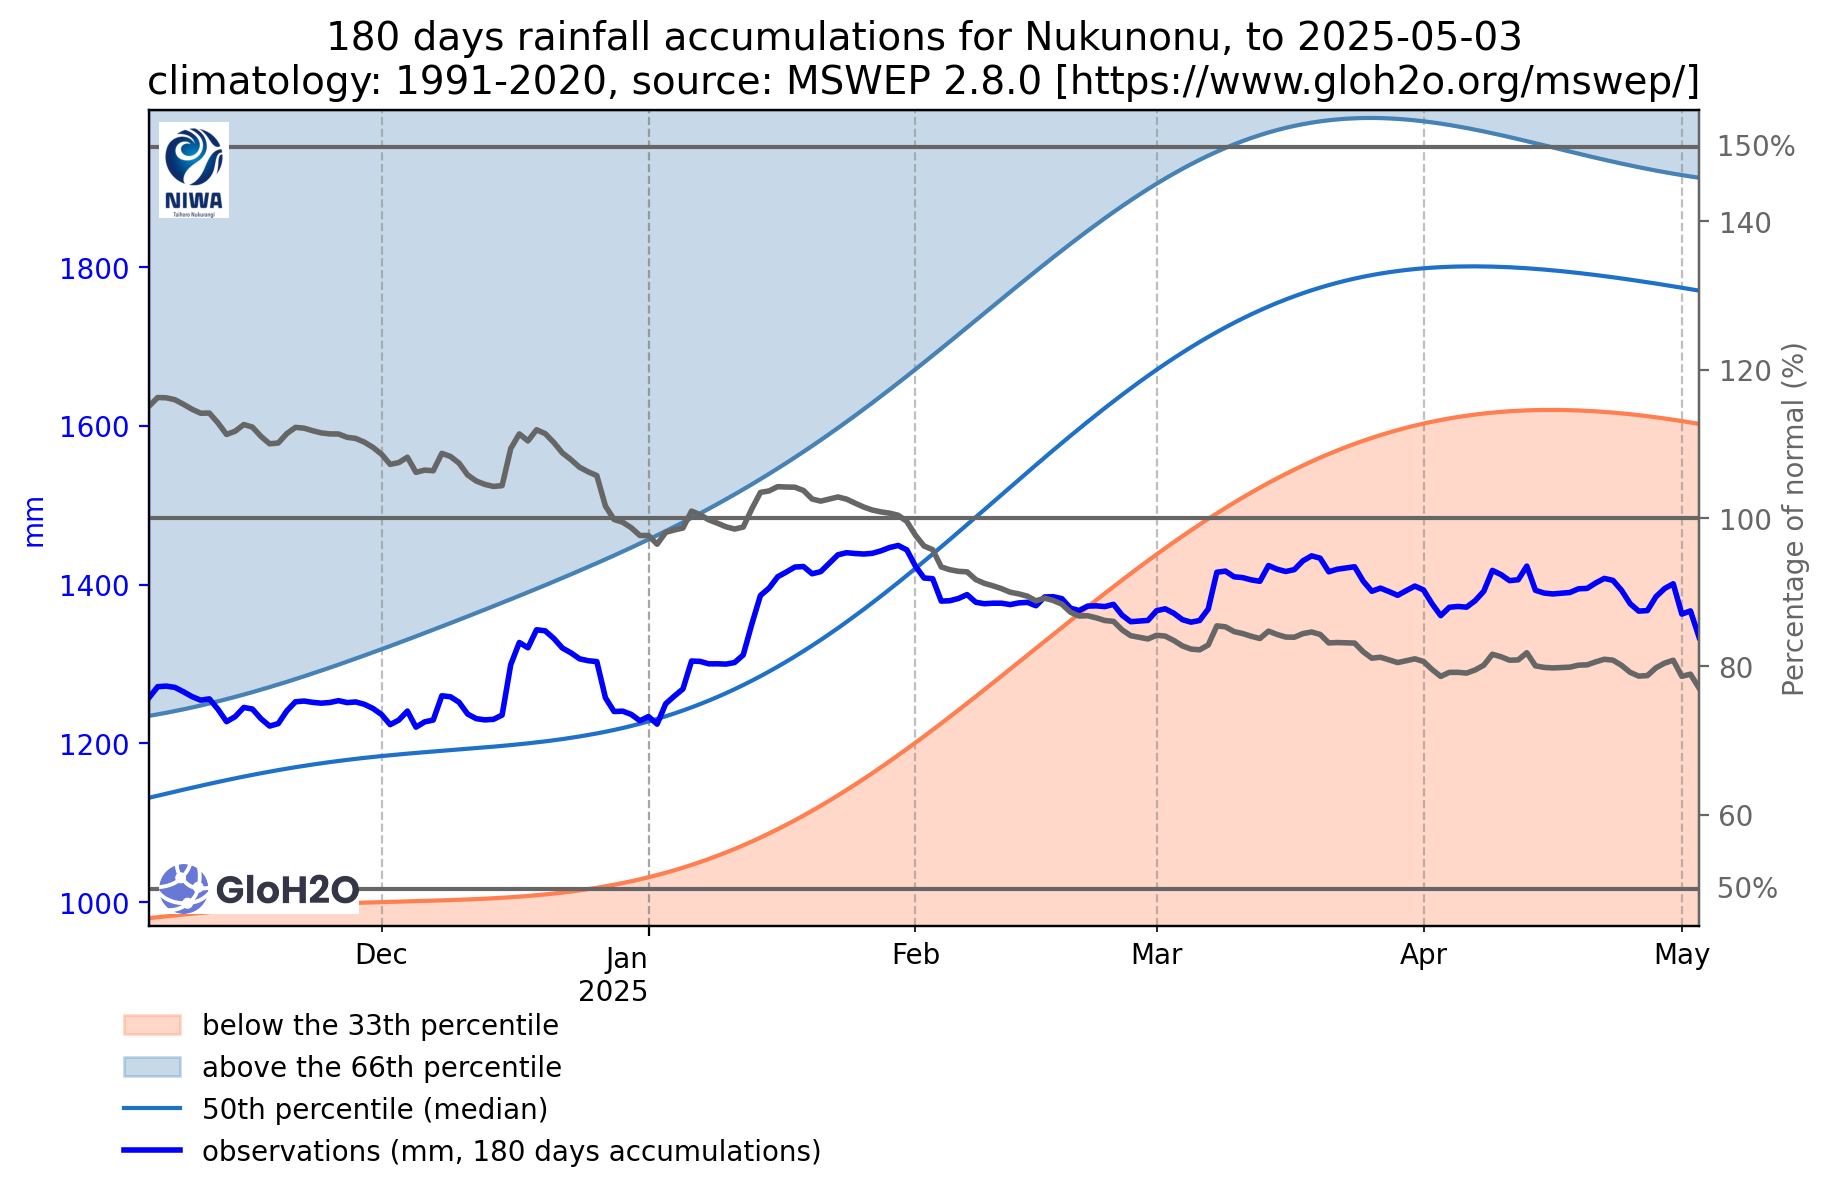 180 days rainfall accumulations for Nukunonu, to 2025-05-03
climatology: 1991-2020, source: MSWEP 2.8.0 [https://www.gloh2o.org/mswep/]
NIWA
Taihoro Nukurangi
GloH2O
mm
1800
1600
1400
1200
1000
150%
140
120
100
80
60
50%
Percentage of normal (%)
Dec
Jan
2025
Feb
Mar
Apr
May
below the 33th percentile
above the 66th percentile
50th percentile (median)
observations (mm, 180 days accumulations)